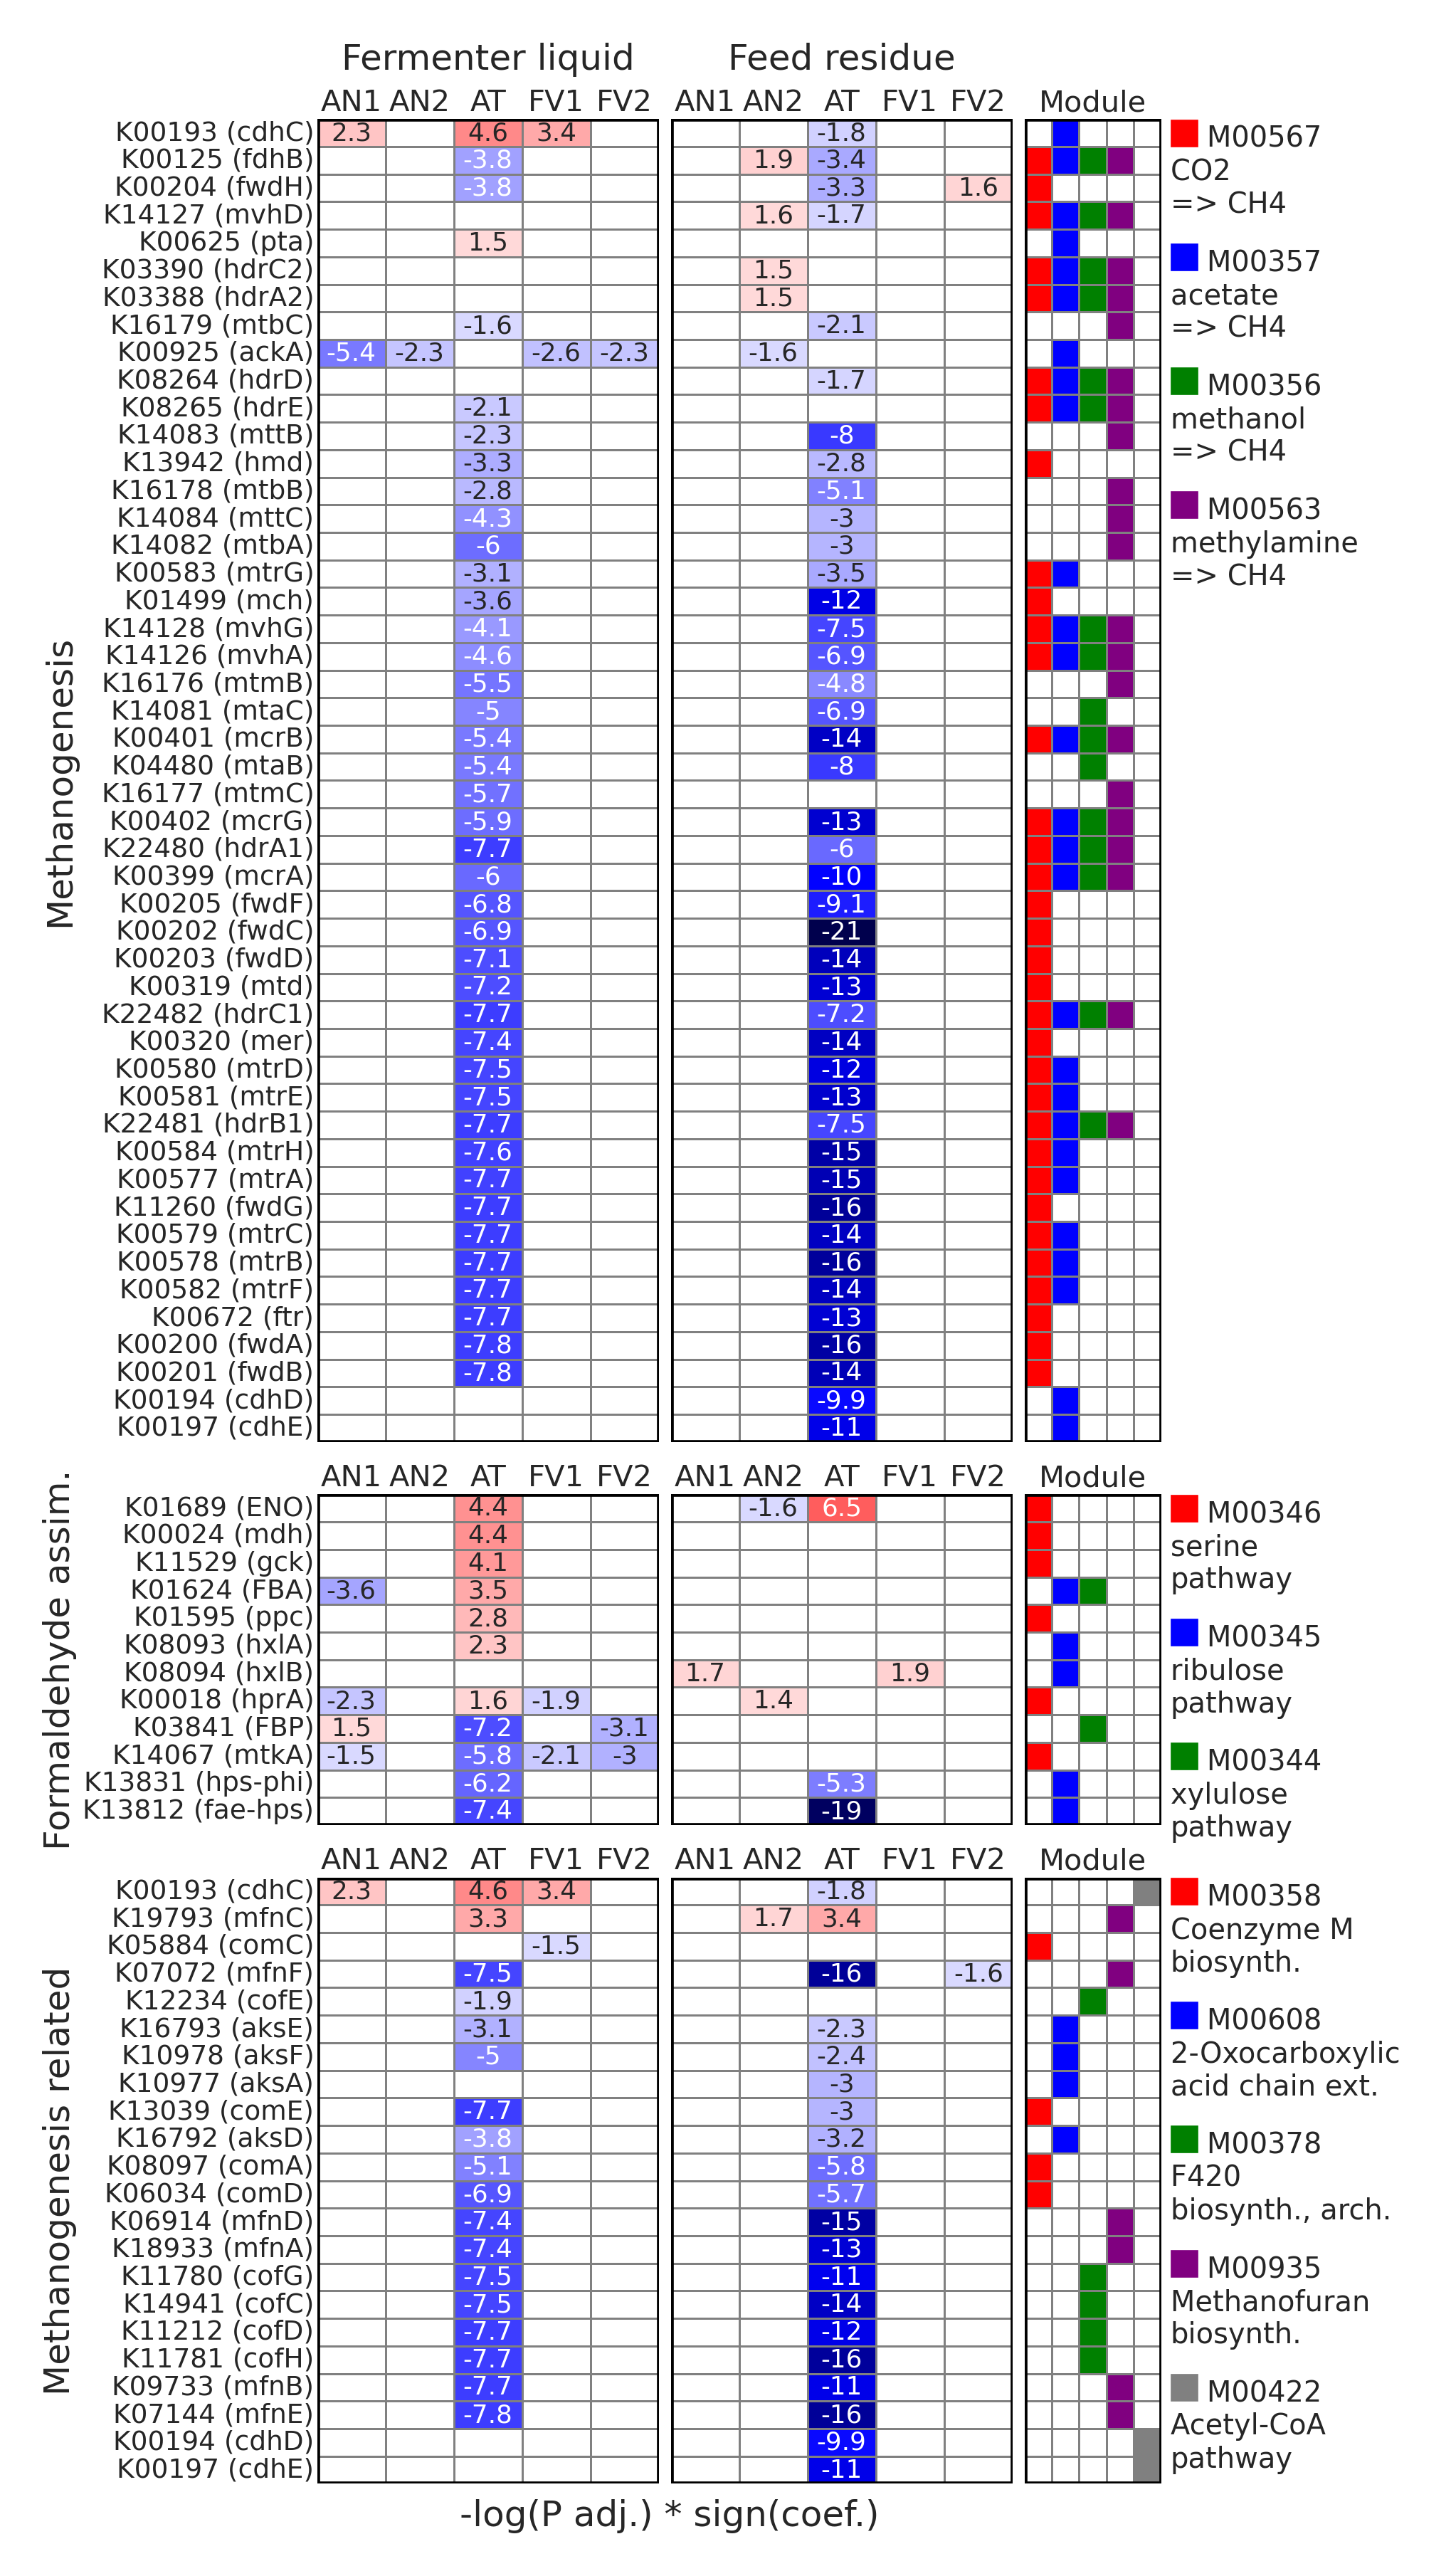 Fermenter liquid Feed residue
AN1 AN2 AT FV1 FV2 AN1 AN2 AT FV1 FV2 Module
Methanogenesis
K00193 (cdhC) 2.3 4.6 3.4 -1.8
K00125 (fdhB) -3.8 1.9 -3.4
K00204 (fwdH) -3.8 -3.3 1.6
K14127 (mvhD) 1.6 -1.7
K00625 (pta) 1.5
K03390 (hdrC2) 1.5
K03388 (hdrA2) 1.5
K16179 (mtbC) -1.6 -2.1
K00925 (ackA) -5.4 -2.3 -2.6 -2.3 -1.6
K08264 (hdrD) -1.7
K08265 (hdrE) -2.1
K14083 (mttB) -2.3 -8
K13942 (hmd) -3.3 -2.8
K16178 (mtbB) -2.8 -5.1
K14084 (mttC) -4.3 -3
K14082 (mtbA) -6 -3
K00583 (mtrG) -3.1 -3.5
K01499 (mch) -3.6 -12
K14128 (mvhG) -4.1 -7.5
K14126 (mvhA) -4.6 -6.9
K16176 (mtmB) -5.5 -4.8
K14081 (mtaC) -5 -6.9
K00401 (mcrB) -5.4 -14
K04480 (mtaB) -5.4 -8
K16177 (mtmC) -5.7
K00402 (mcrG) -5.9 -13
K22480 (hdrA1) -7.7 -6
K00399 (mcrA) -6 -10
K00205 (fwdF) -6.8 -9.1
K00202 (fwdC) -6.9 -21
K00203 (fwdD) -7.1 -14
K00319 (mtd) -7.2 -13
K22482 (hdrC1) -7.7 -7.2
K00320 (mer) -7.4 -14
K00580 (mtrD) -7.5 -12
K00581 (mtrE) -7.5 -13
K22481 (hdrB1) -7.7 -7.5
K00584 (mtrH) -7.6 -15
K00577 (mtrA) -7.7 -15
K11260 (fwdG) -7.7 -16
K00579 (mtrC) -7.7 -14
K00578 (mtrB) -7.7 -16
K00582 (mtrF) -7.7 -14
K00672 (ftr) -7.7 -13
K00200 (fwdA) -7.8 -16
K00201 (fwdB) -7.8 -14
K00194 (cdhD) -9.9
K00197 (cdhE) -11
M00567
CO2
=> CH4
M00357
acetate
=> CH4
M00356
methanol
=> CH4
M00563
methylamine
=> CH4
AN1 AN2 AT FV1 FV2 AN1 AN2 AT FV1 FV2 Module
Formaldehyde assim.
K01689 (ENO) 4.4 -1.6 6.5
K00024 (mdh) 4.4
K11529 (gck) 4.1
K01624 (FBA) -3.6 3.5
K01595 (ppc) 2.8
K08093 (hxlA) 2.3
K08094 (hxlB) 1.7 1.9
K00018 (hprA) -2.3 1.6 -1.9 1.4
K03841 (FBP) 1.5 -7.2 -3.1
K14067 (mtkA) -1.5 -5.8 -2.1 -3
K13831 (hps-phi) -6.2 -5.3
K13812 (fae-hps) -7.4 -19
M00346
serine
pathway
M00345
ribulose
pathway
M00344
xylulose
pathway
AN1 AN2 AT FV1 FV2 AN1 AN2 AT FV1 FV2 Module
Methanogenesis related
K00193 (cdhC) 2.3 4.6 3.4 -1.8
K19793 (mfnC) 3.3 1.7 3.4
K05884 (comC) -1.5
K07072 (mfnF) -7.5 -16 -1.6
K12234 (cofE) -1.9
K16793 (aksE) -3.1 -2.3
K10978 (aksF) -5 -2.4
K10977 (aksA) -3
K13039 (comE) -7.7 -3
K16792 (aksD) -3.8 -3.2
K08097 (comA) -5.1 -5.8
K06034 (comD) -6.9 -5.7
K06914 (mfnD) -7.4 -15
K18933 (mfnA) -7.4 -13
K11780 (cofG) -7.5 -11
K14941 (cofC) -7.5 -14
K11212 (cofD) -7.7 -12
K11781 (cofH) -7.7 -16
K09733 (mfnB) -7.7 -11
K07144 (mfnE) -7.8 -16
K00194 (cdhD) -9.9
K00197 (cdhE) -11
M00358
Coenzyme M
biosynth.
M00608
2-Oxocarboxylic
acid chain ext.
M00378
F420
biosynth., arch.
M00935
Methanofuran
biosynth.
M00422
Acetyl-CoA
pathway
-log(P adj.) * sign(coef.)